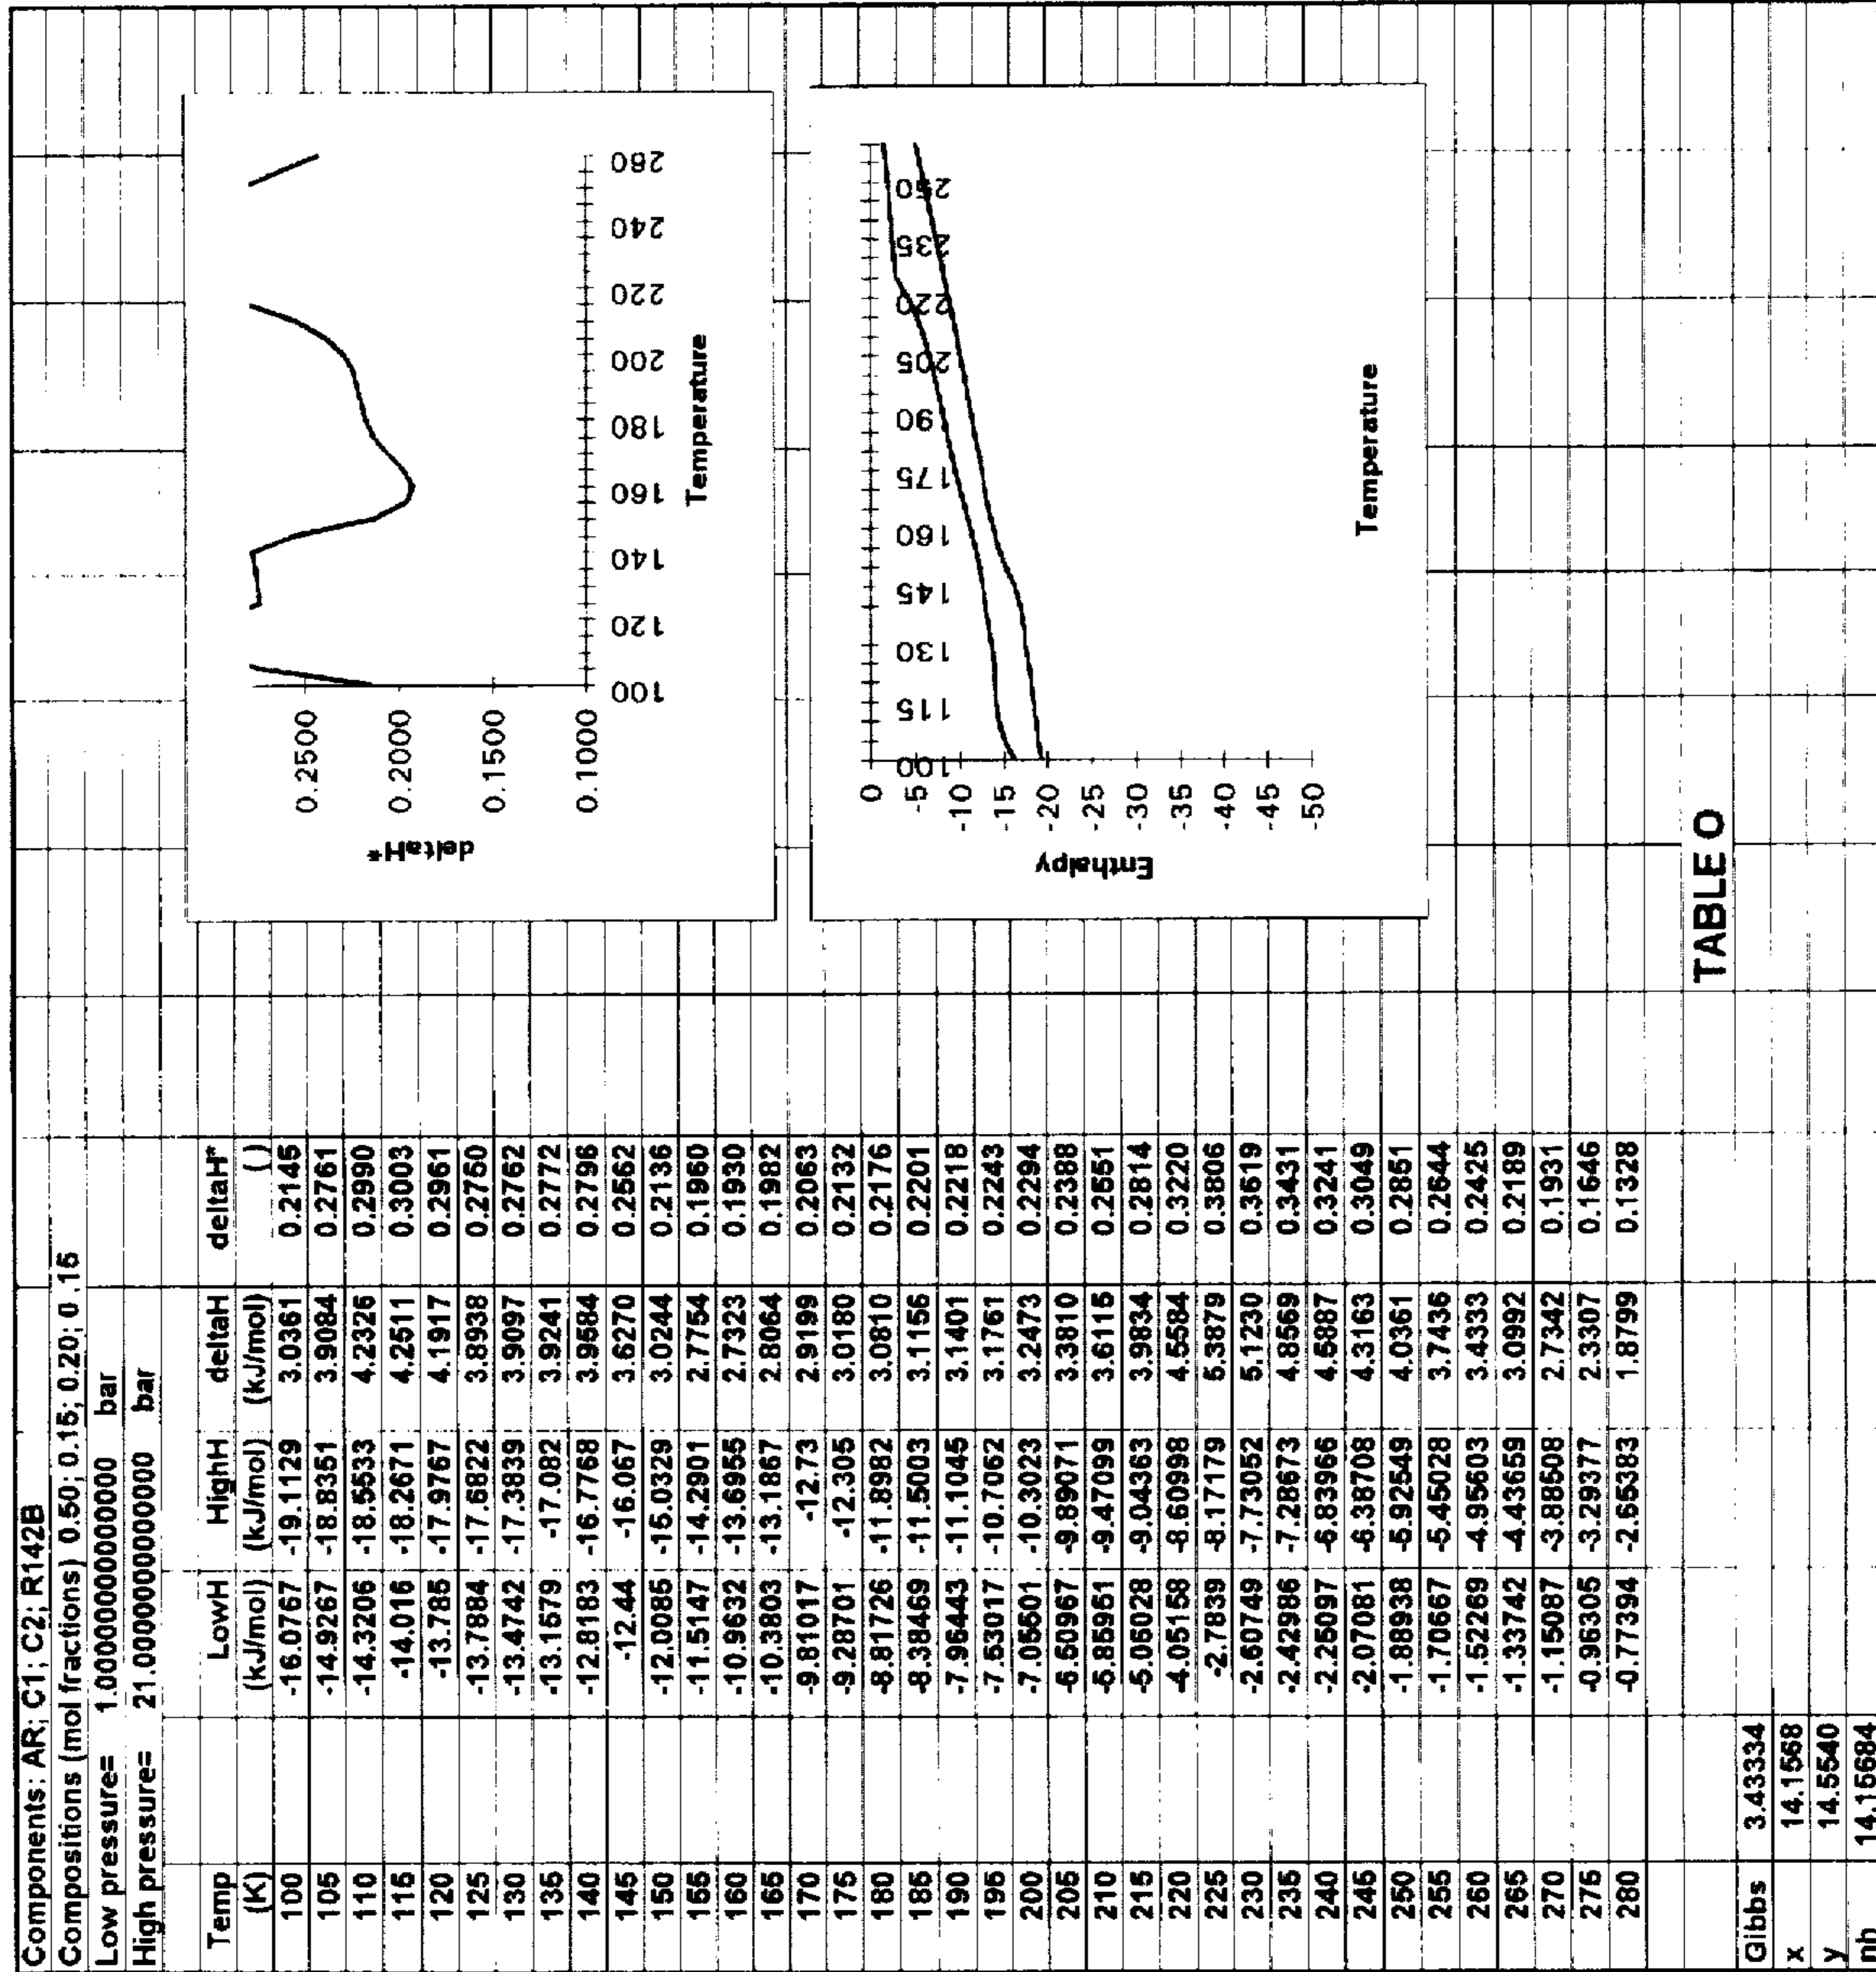 Components: AR; C1; C2; R142B
Compositions (mol fractions) 0.50; 0.15; 0.20; 0.15
Low pressure= 1.00000000000000 bar
High pressure= 21.0000000000000 bar
Temp LowH HighH deltaH deltaH*
(K) (kJ/mol) (kJ/mol) (kJ/mol) ( )
100 -16.0767 -19.1129 3.0361 0.2145
105 -14.9267 -18.8351 3.9084 0.2761
110 -14.3206 -18.5533 4.2326 0.2990
115 -14.016 -18.2671 4.2511 0.3003
120 -13.785 -17.9767 4.1917 0.2961
125 -13.7884 -17.6822 3.8938 0.2750
130 -13.4742 -17.3839 3.9097 0.2762
135 -13.1579 -17.082 3.9241 0.2772
140 -12.8183 -16.7768 3.9584 0.2796
145 -12.44 -16.067 3.6270 0.2562
150 -12.0085 -15.0329 3.0244 0.2136
155 -11.5147 -14.2901 2.7754 0.1960
160 -10.9632 -13.6955 2.7323 0.1930
165 -10.3803 -13.1867 2.8064 0.1982
170 -9.81017 -12.73 2.9199 0.2063
175 -9.28701 -12.305 3.0180 0.2132
180 -8.81726 -11.8982 3.0810 0.2176
185 -8.38469 -11.5003 3.1156 0.2201
190 -7.96443 -11.1045 3.1401 0.2218
195 -7.53017 -10.7062 3.1761 0.2243
200 -7.05501 -10.3023 3.2473 0.2294
205 -6.50967 -9.89071 3.3810 0.2388
210 -5.85951 -9.47099 3.6115 0.2551
215 -5.06028 -9.04363 3.9834 0.2814
220 -4.05158 -8.60998 4.5584 0.3220
225 -2.7839 -8.17179 5.3879 0.3806
230 -2.60749 -7.73052 5.1230 0.3619
235 -2.42986 -7.28673 4.8569 0.3431
240 -2.25097 -6.83966 4.5887 0.3241
245 -2.07081 -6.38708 4.3163 0.3049
250 -1.88938 -5.92549 4.0361 0.2851
255 -1.70667 -5.45028 3.7436 0.2644
260 -1.52269 -4.95603 3.4333 0.2425
265 -1.33742 -4.43659 3.0992 0.2189
270 -1.15087 -3.88508 2.7342 0.1931
275 -0.96305 -3.29377 2.3307 0.1646
280 -0.77394 -2.65383 1.8799 0.1328
Gibbs 3.43334
x 14.1568
y 14.5540
nb 14.15684
deltaH*
0.2500
0.2000
0.1500
0.1000
100 120 140 160 180 200 220 240 260
Temperature
Enthalpy
0
-5
-10
-15
-20
-25
-30
-35
-40
-45
-50
100 115 130 145 160 175 90 205 220 235 250
Temperature
TABLE O